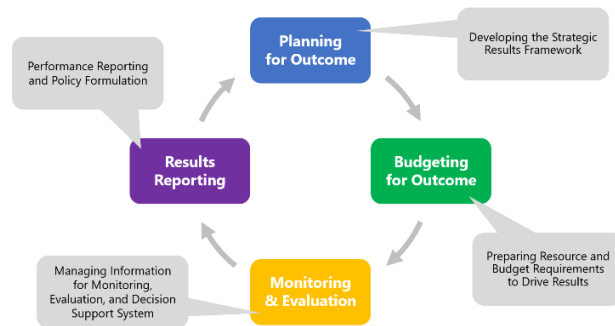 Planning
for Outcome
Developing the Strategic
Results Framework
Performance Reporting
and Policy Formulation
Results
Reporting
Budgeting
for Outcome
Managing Information
for Monitoring,
Evaluation, and Decision
Support System
Monitoring
& Evaluation
Preparing Resource and
Budget Requirements
to Drive Results